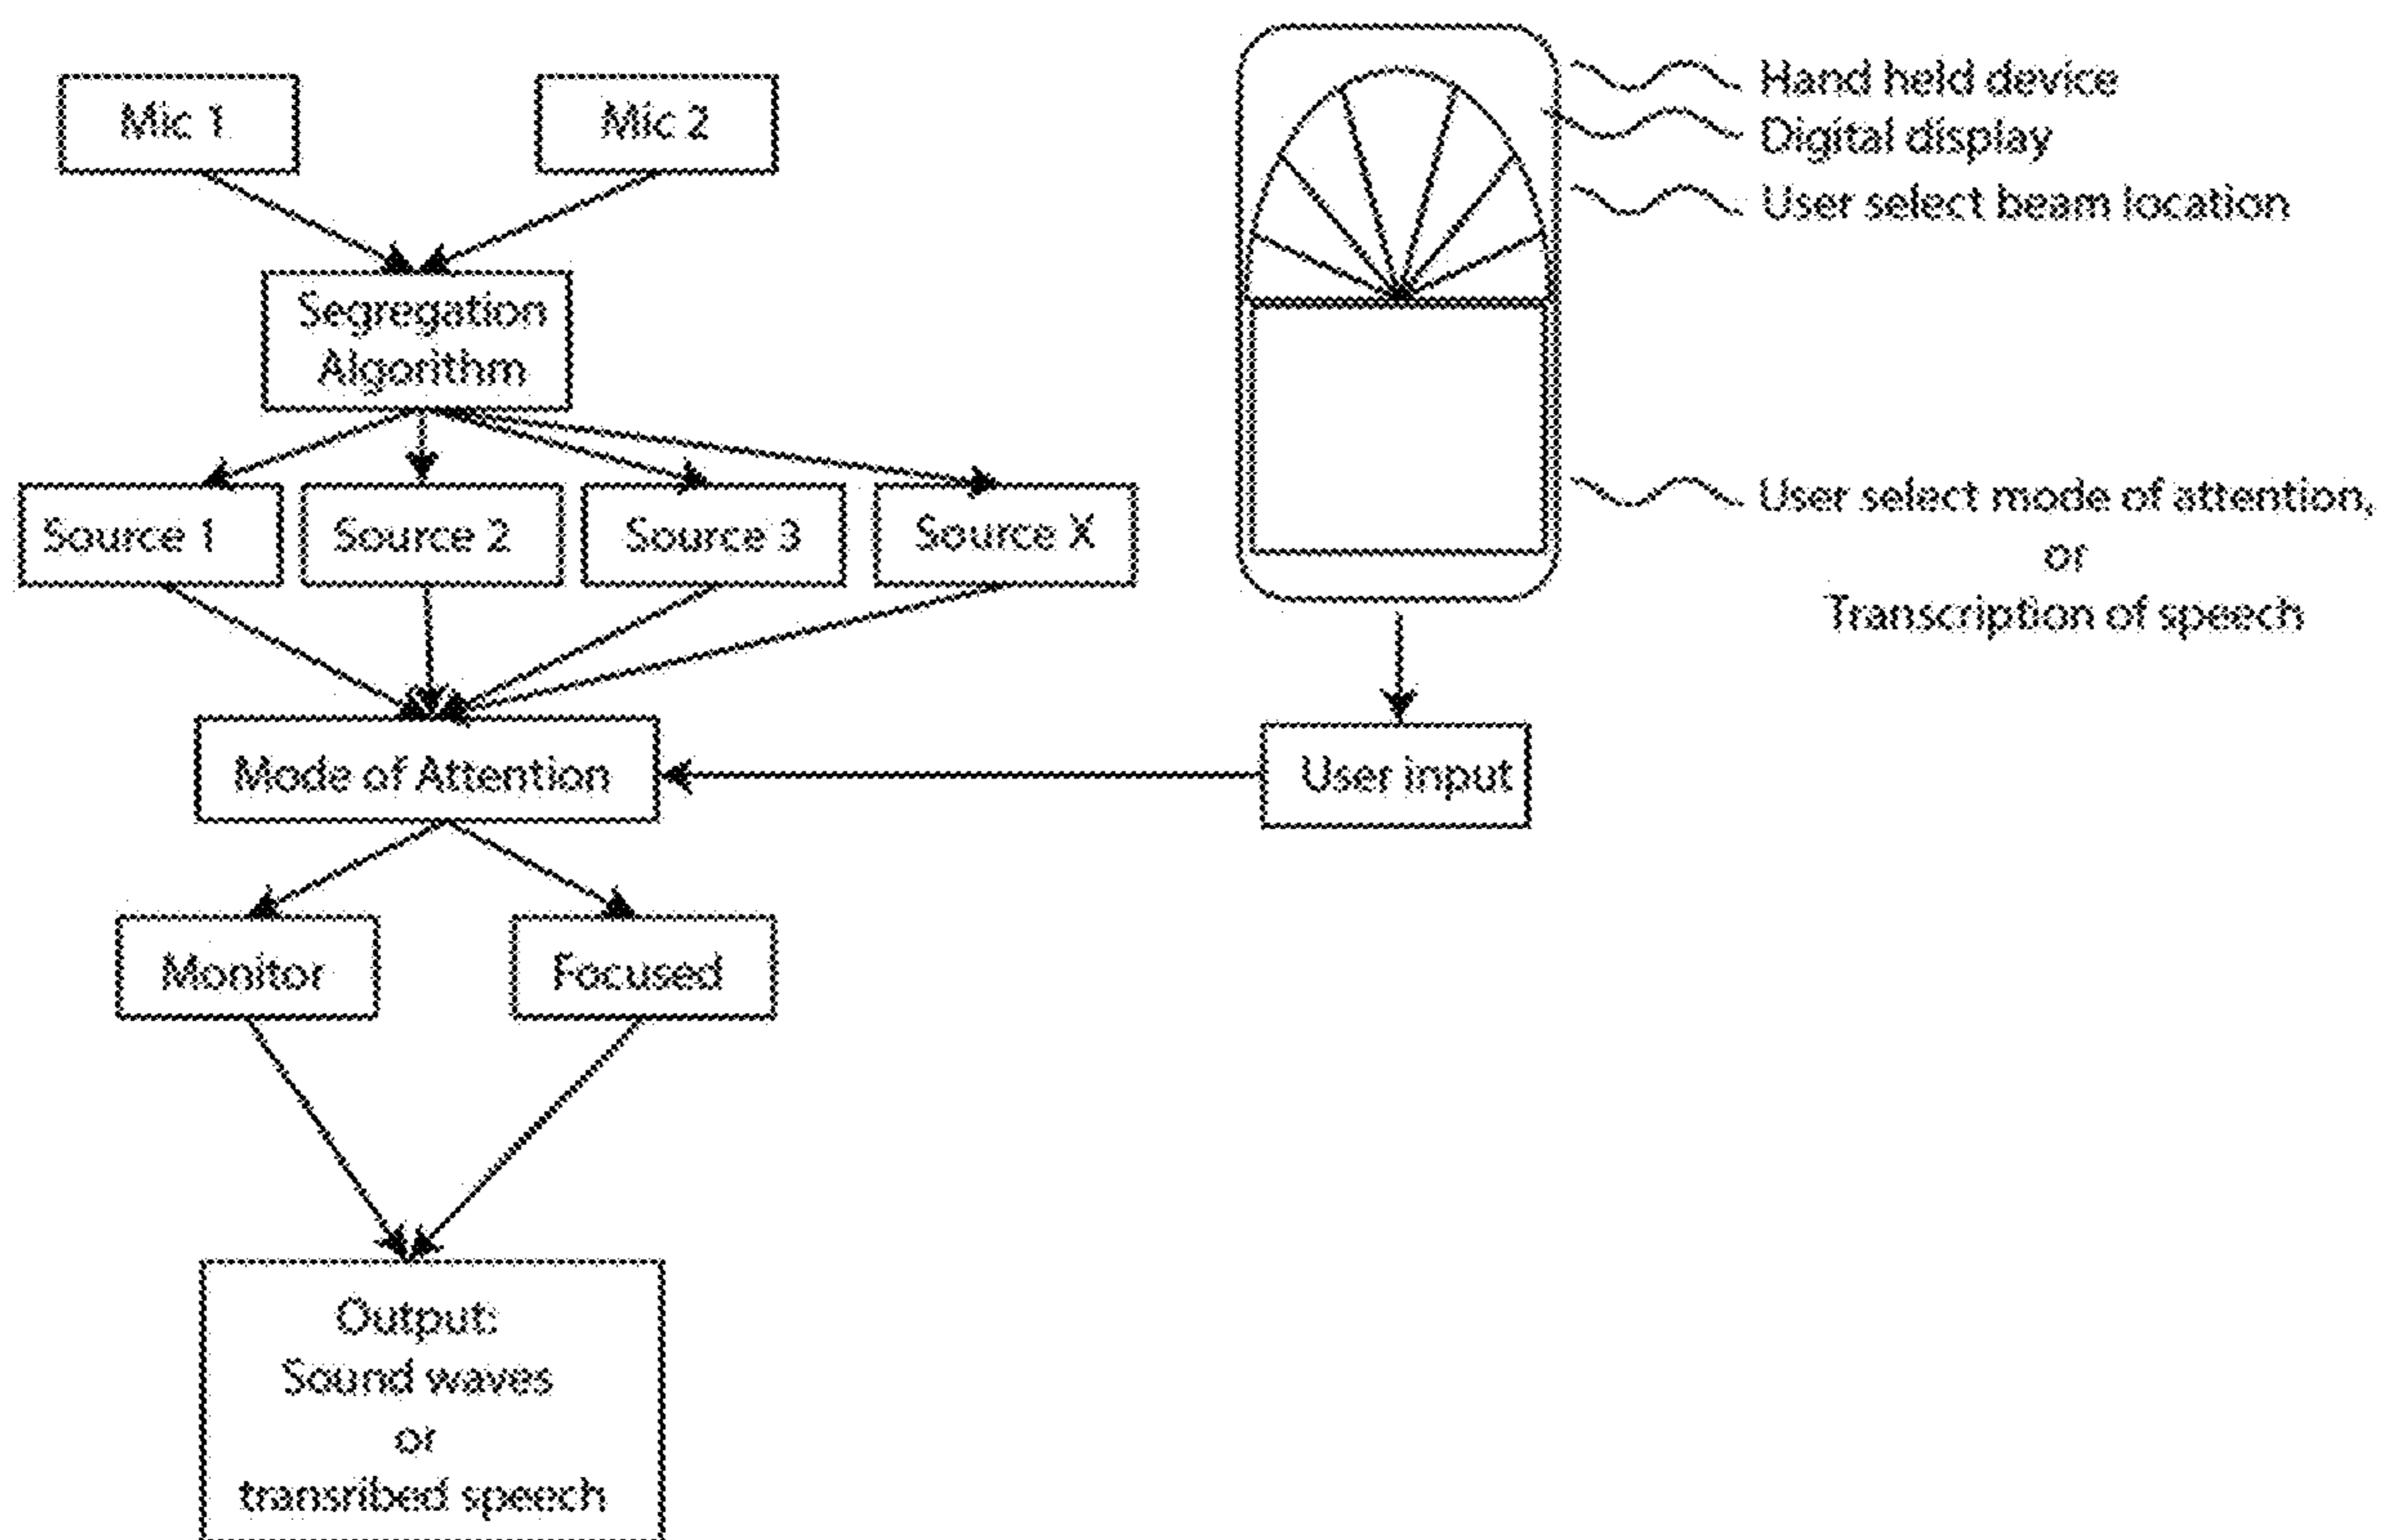 Mic 1
Mic 2
Segregation
Algorithm
Source 1
Source 2
Source 3
Source X
Mode of Attention
Monitor
Focused
Output:
Sound waves
or
transribed speech
Hand held device
Digital display
User select beam location
User select mode of attention,
or
Transcription of speech
User input